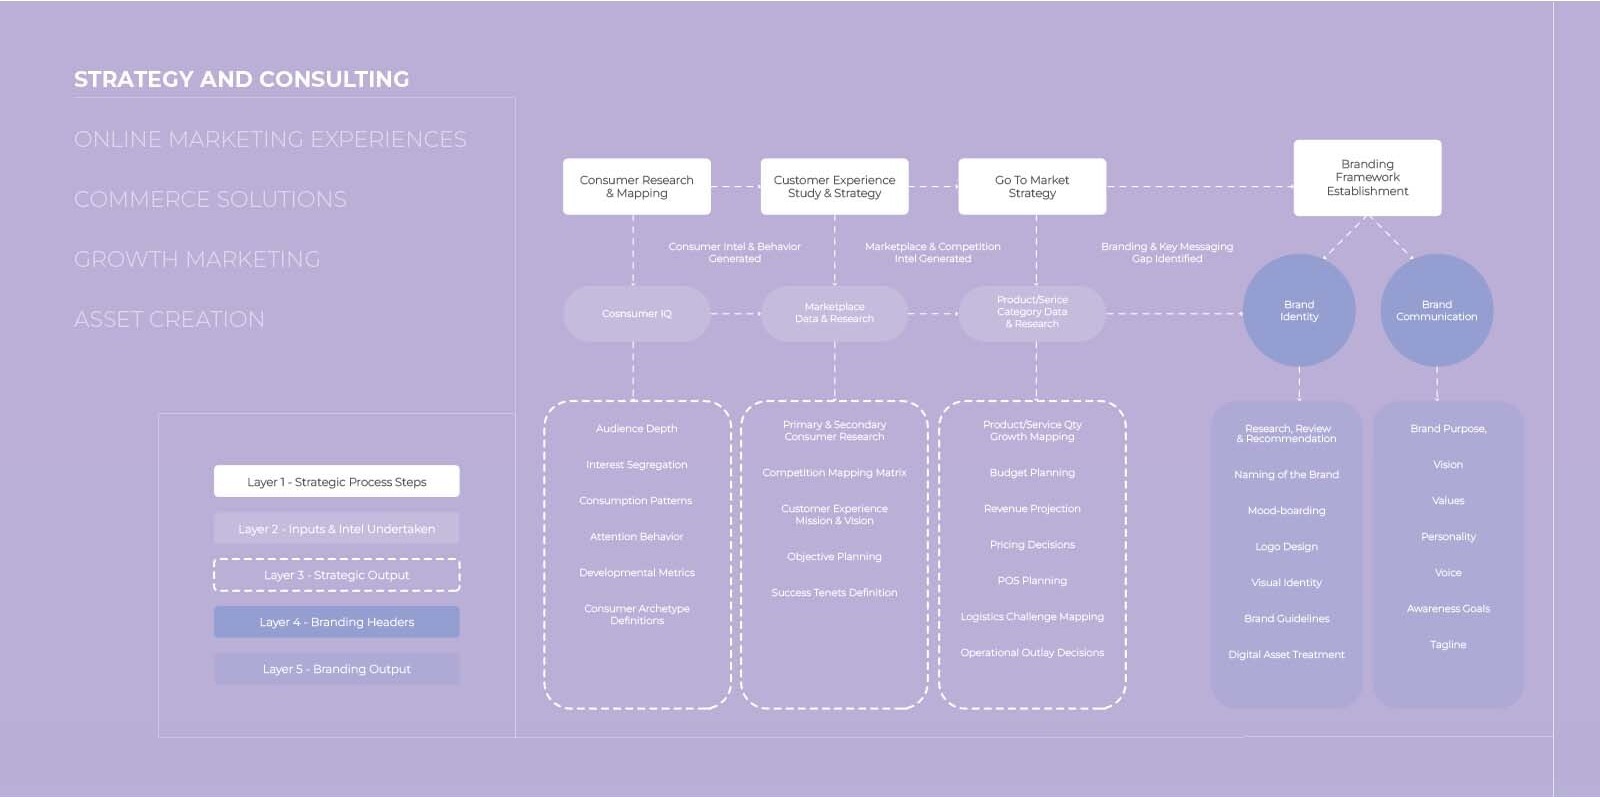 STRATEGY AND CONSULTING
ONLINE MARKETING EXPERIENCES
COMMERCE SOLUTIONS
GROWTH MARKETING
ASSET CREATION
Layer 1 - Strategic Process Steps
Layer 2 - Inputs & Intel Undertaken
Layer 3 - Strategic Output
Layer 4 - Branding Headers
Layer 5 - Branding Output
Consumer Research
& Mapping
Customer Experience
Study & Strategy
Go To Market
Strategy
Branding
Framework
Establishment
Consumer Intel & Behavior
Generated
Marketplace & Competition
Intel Generated
Branding & Key Messaging
Gap Identified
Cosnsumer IQ
Marketplace
Data & Research
Product/Serice
Category Data
& Research
Brand
Identity
Brand
Communication
Audience Depth
Interest Segregation
Consumption Patterns
Attention Behavior
Developmental Metrics
Consumer Archetype
Definitions
Primary & Secondary
Consumer Research
Competition Mapping Matrix
Customer Experience
Mission & Vision
Objective Planning
Success Tenets Definition
Product/Service Qty
Growth Mapping
Budget Planning
Revenue Projection
Pricing Decisions
POS Planning
Logistics Challenge Mapping
Operational Outlay Decisions
Research, Review
& Recommendation
Naming of the Brand
Mood-boarding
Logo Design
Visual Identity
Brand Guidelines
Digital Asset Treatment
Brand Purpose,
Vision
Values
Personality
Voice
Awareness Goals
Tagline